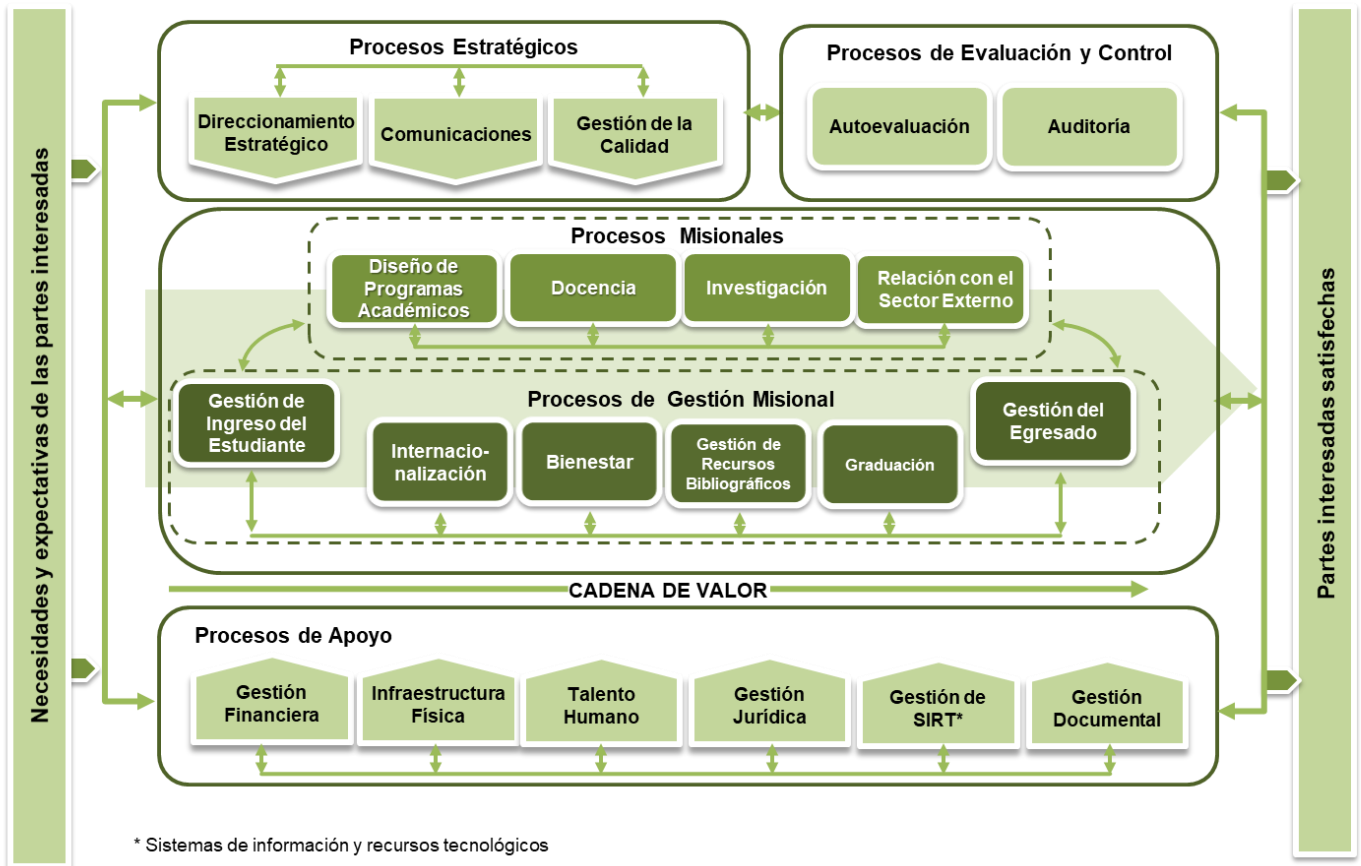 Necesidades y expectativas de las partes interesadas
Procesos Estratégicos
Direccionamiento
Estratégico
Comunicaciones
Gestión de la
Calidad
Procesos de Evaluación y Control
Autoevaluación
Auditoría
Procesos Misionales
Diseño de
Programas
Académicos
Docencia
Investigación
Relación con el
Sector Externo
Procesos de Gestión Misional
Gestión de
Ingreso del
Estudiante
Internacio-
nalización
Bienestar
Gestión de
Recursos
Bibliográficos
Graduación
Gestión del
Egresado
CADENA DE VALOR
Procesos de Apoyo
Gestión
Financiera
Infraestructura
Física
Talento
Humano
Gestión
Jurídica
Gestión de
SIRT*
Gestión
Documental
Partes interesadas satisfechas
* Sistemas de información y recursos tecnológicos